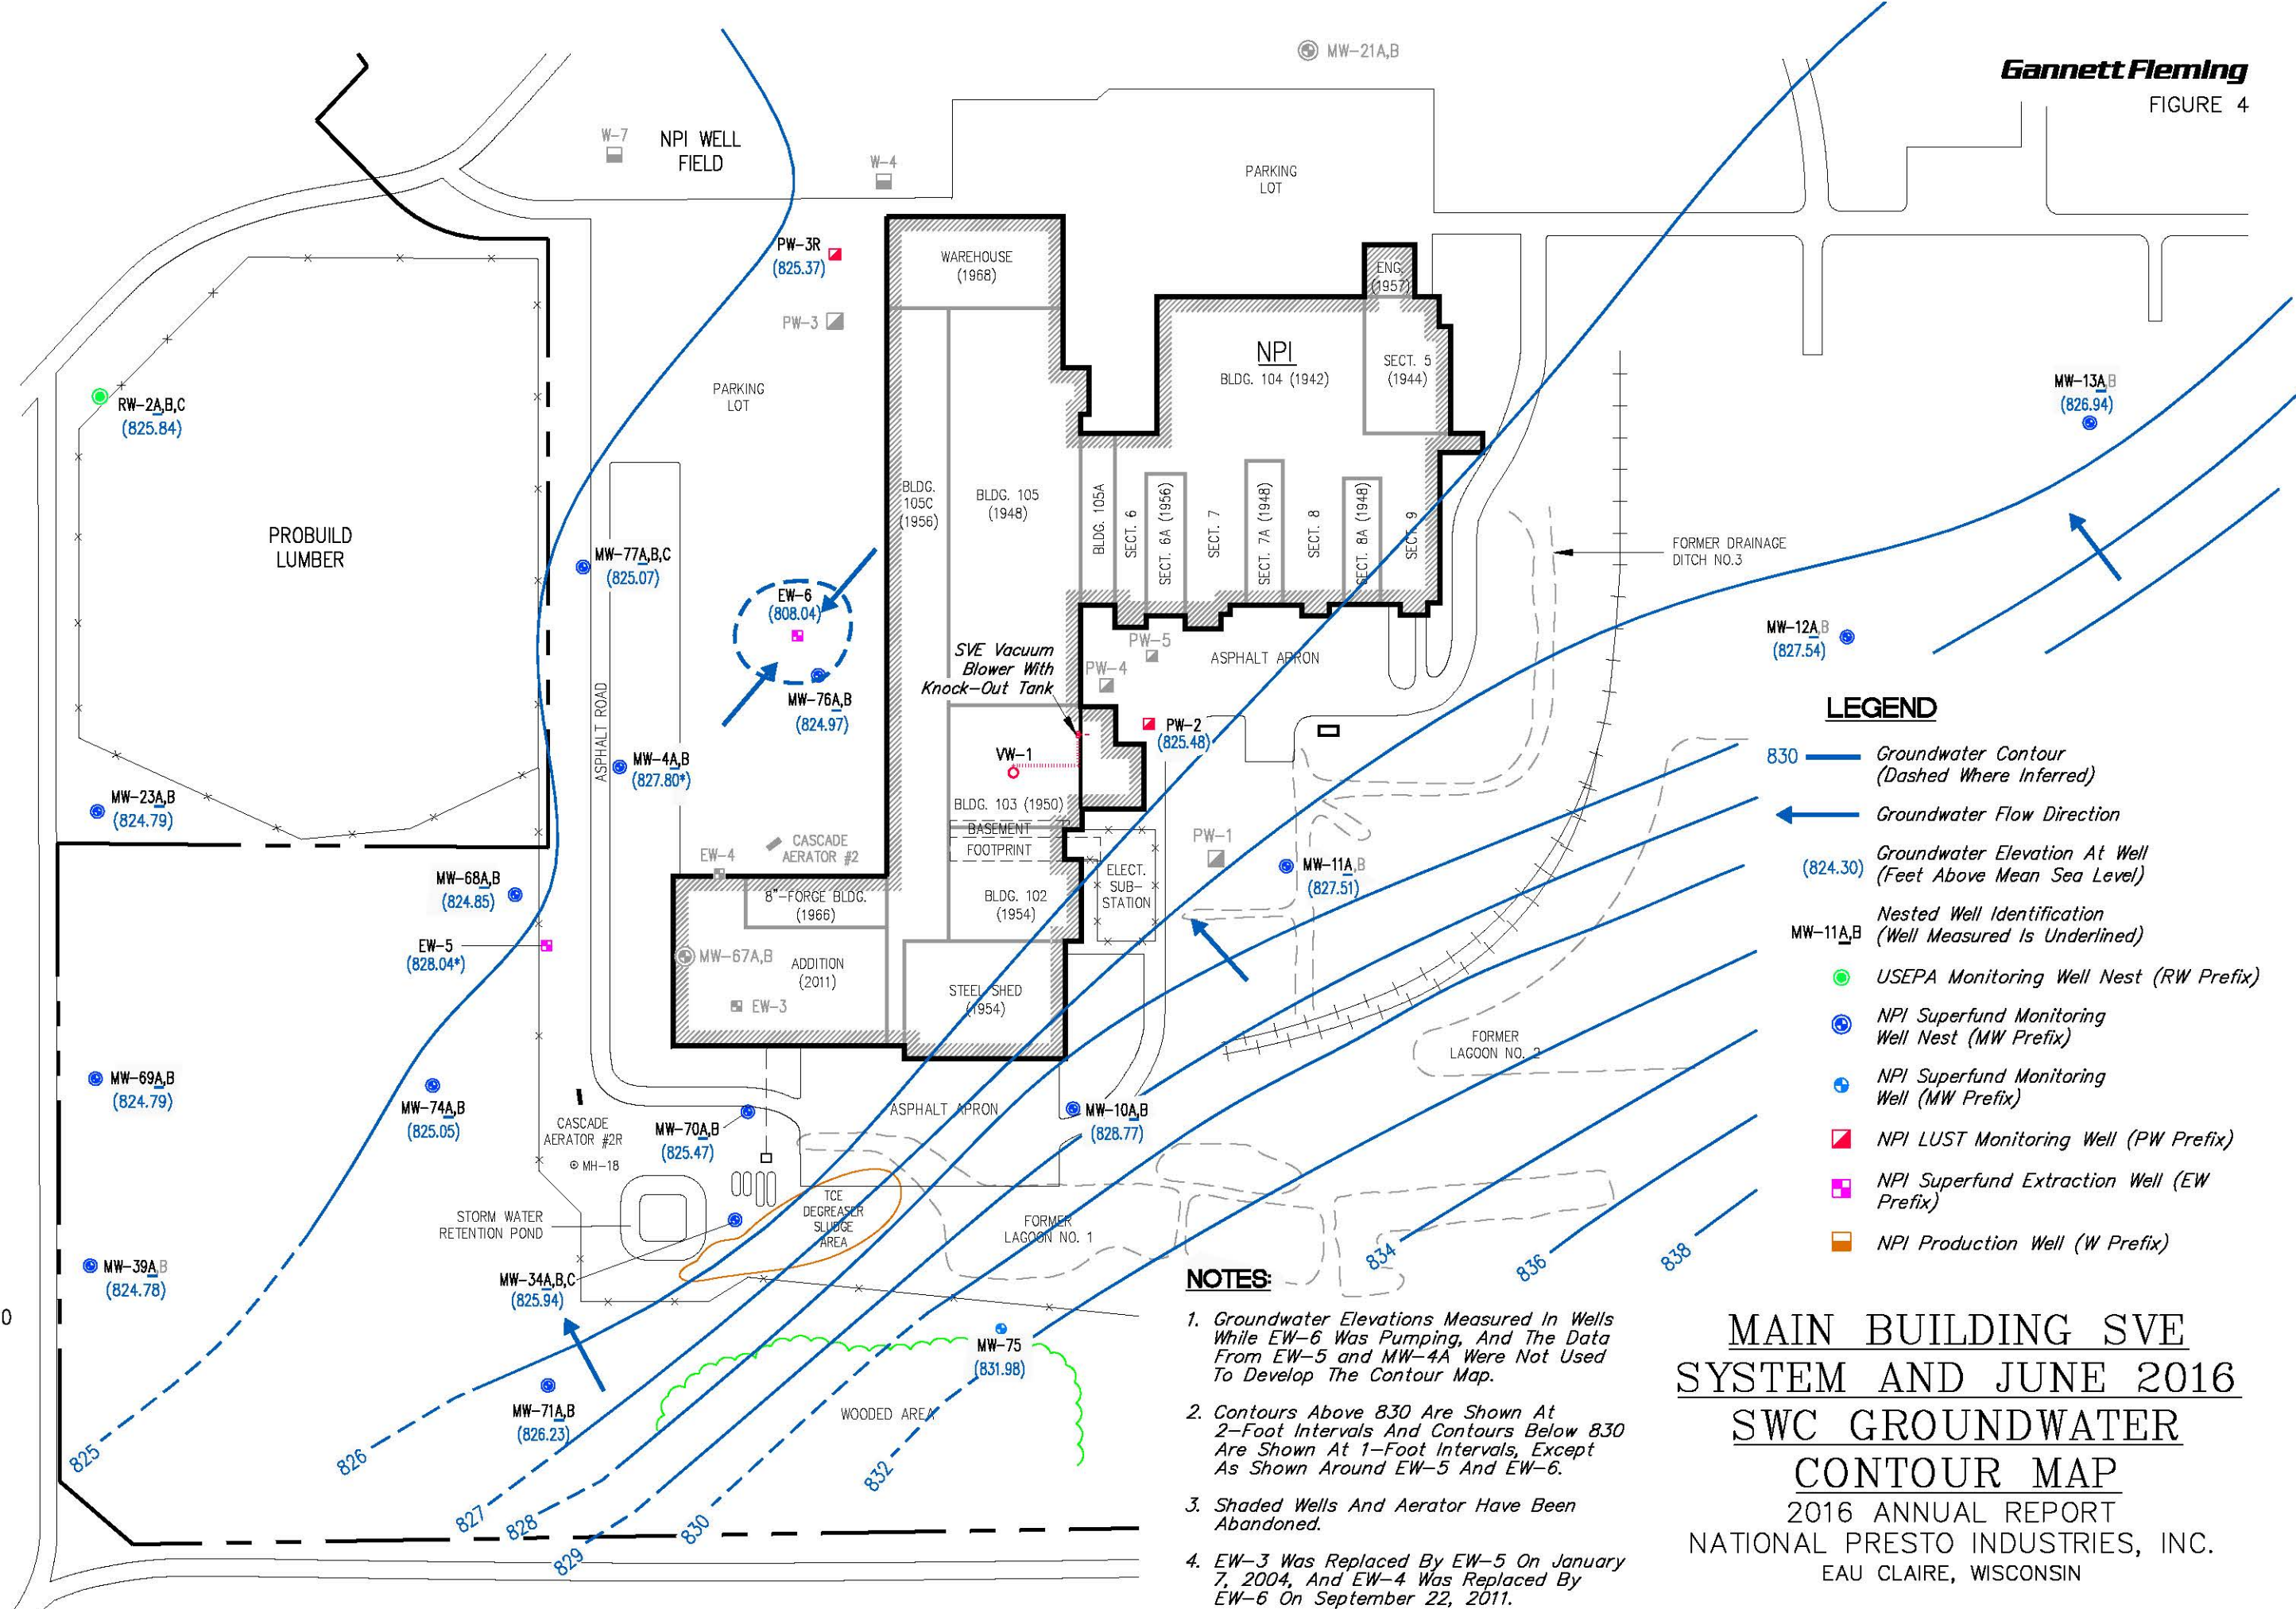 MW-21A,B
Gannett Fleming
FIGURE 4
W-7
NPI WELL
FIELD
W-4
PARKING
LOT
PW-3R
(825.37)
WAREHOUSE
(1968)
ENG.
(1957)
PW-3
NPI
BLDG. 104 (1942)
SECT. 5
(1944)
PARKING
LOT
RW-2A,B,C
(825.84)
MW-13A,B
(826.94)
BLDG.
105C
(1956)
BLDG. 105
(1948)
BLDG. 105A
SECT. 6
SECT. 6A (1956)
SECT. 7
SECT. 7A (1948)
SECT. 8
SECT. 8A (1948)
SECT. 9
PROBUILD
LUMBER
FORMER DRAINAGE
DITCH NO.3
MW-77A,B,C
(825.07)
EW-6
(808.04)
MW-12A,B
(827.54)
PW-5
ASPHALT APRON
SVE Vacuum
Blower With
Knock-Out Tank
PW-4
MW-76A,B
(824.97)
ASPHALT ROAD
PW-2
(825.48)
MW-4A,B
(827.80*)
VW-1
MW-23A,B
(824.79)
BLDG. 103 (1950)
BASEMENT
FOOTPRINT
CASCADE
AERATOR #2
EW-4
PW-1
MW-11A,B
(827.51)
ELECT.
SUB-
STATION
MW-68A,B
(824.85)
8"-FORGE BLDG.
(1966)
BLDG. 102
(1954)
EW-5
(828.04*)
MW-67A,B
ADDITION
(2011)
EW-3
STEEL SHED
(1954)
FORMER
LAGOON NO. 2
MW-69A,B
(824.79)
MW-74A,B
(825.05)
CASCADE
AERATOR #2R
MH-18
MW-70A,B
(825.47)
ASPHALT APRON
MW-10A,B
(828.77)
STORM WATER
RETENTION POND
TCE
DEGREASER
SLUDGE
AREA
FORMER
LAGOON NO. 1
MW-39A,B
(824.78)
MW-34A,B,C
(825.94)
0
MW-75
(831.98)
MW-71A,B
(826.23)
WOODED AREA
825
826
827
828
829
830
832
834
836
838
LEGEND
830
Groundwater Contour
(Dashed Where Inferred)
Groundwater Flow Direction
(824.30)
Groundwater Elevation At Well
(Feet Above Mean Sea Level)
MW-11A,B
Nested Well Identification
(Well Measured Is Underlined)
USEPA Monitoring Well Nest (RW Prefix)
NPI Superfund Monitoring
Well Nest (MW Prefix)
NPI Superfund Monitoring
Well (MW Prefix)
NPI LUST Monitoring Well (PW Prefix)
NPI Superfund Extraction Well (EW
Prefix)
NPI Production Well (W Prefix)
NOTES:
1. Groundwater Elevations Measured In Wells
While EW-6 Was Pumping, And The Data
From EW-5 and MW-4A Were Not Used
To Develop The Contour Map.
2. Contours Above 830 Are Shown At
2-Foot Intervals And Contours Below 830
Are Shown At 1-Foot Intervals, Except
As Shown Around EW-5 And EW-6.
3. Shaded Wells And Aerator Have Been
Abandoned.
4. EW-3 Was Replaced By EW-5 On January
7, 2004, And EW-4 Was Replaced By
EW-6 On September 22, 2011.
MAIN BUILDING SVE
SYSTEM AND JUNE 2016
SWC GROUNDWATER
CONTOUR MAP
2016 ANNUAL REPORT
NATIONAL PRESTO INDUSTRIES, INC.
EAU CLAIRE, WISCONSIN